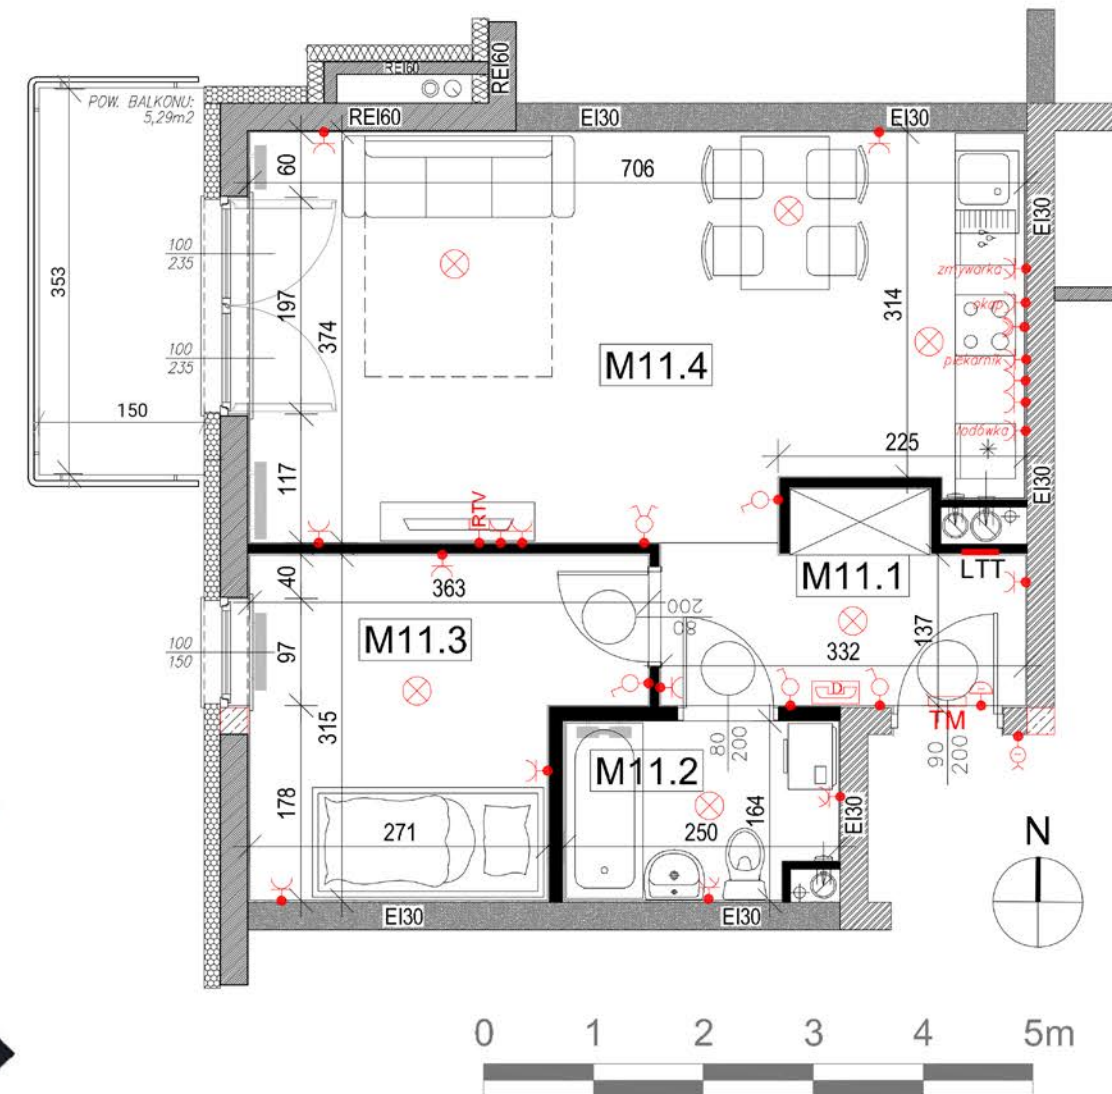 REI60
REI60
REI60
EI30
EI30
POW. BALKONU:
5,29m2
60
706
EI30
100
235
zmywarka
353
197
374
314
okap
100
235
piekarnik
M11.4
150
225
lodówka
117
RTV
EI30
LTT
40
363
200
80
M11.1
137
M11.3
100
150
97
332
D
315
TM
80
200
90
200
M11.2
178
164
271
250
EI30
N
EI30
EI30
0 1 2 3 4 5m